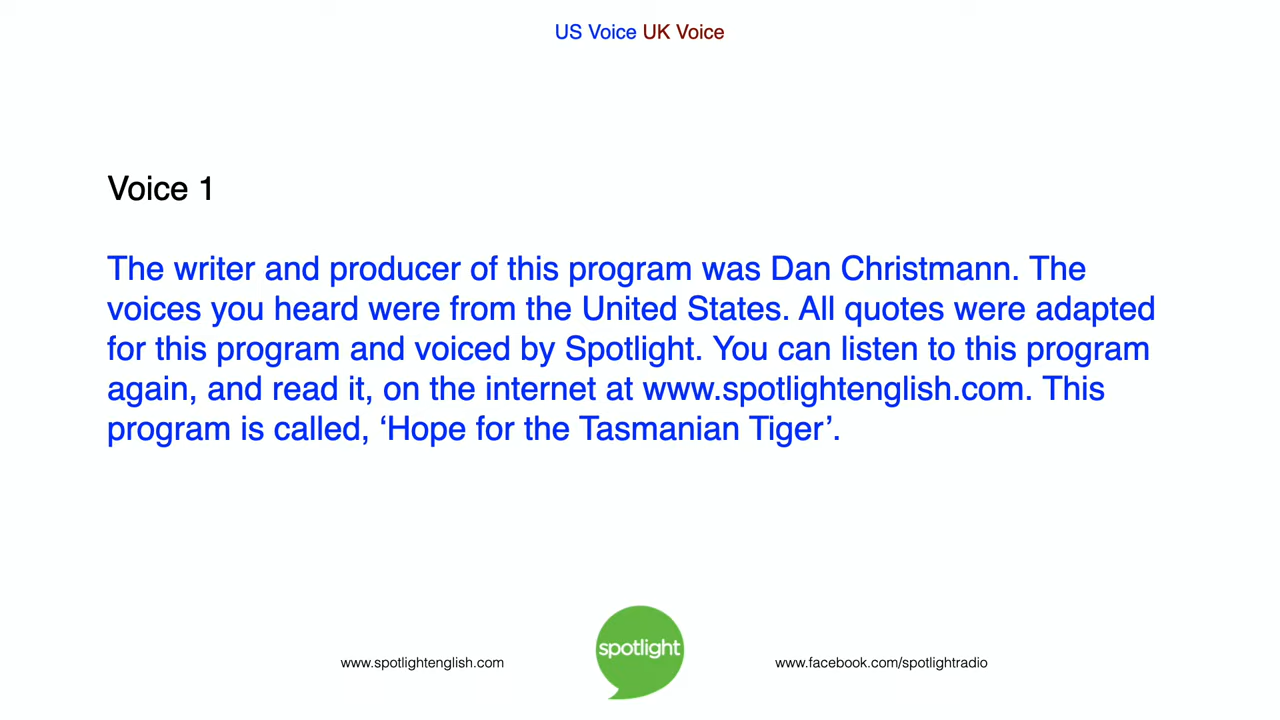 US Voice UK Voice
Voice 1
The writer and producer of this program was Dan Christmann. The
voices you heard were from the United States. All quotes were adapted
for this program and voiced by Spotlight. You can listen to this program
again, and read it, on the internet at www.spotlightenglish.com. This
program is called, ‘Hope for the Tasmanian Tiger’.
www.spotlightenglish.com
spotlight
www.facebook.com/spotlightradio